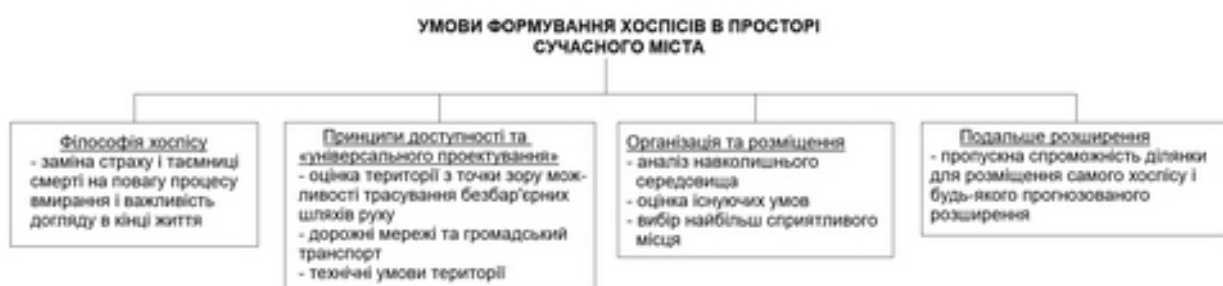 УМОВИ ФОРМУВАННЯ ХОСПІСІВ В ПРОСТОРІ
СУЧАСНОГО МІСТА
Філософія хоспісу
- заміна страху і таємниці
смерті на повагу процесу
вмирання і важливість
догляду в кінці життя
Принципи доступності та
«універсального проектування»
- оцінка території з точки зору мож-
ливості трасування безбар'єрних
шляхів руху
- дорожні мережі та громадський
транспорт
- технічні умови території
Організація та розміщення
- аналіз навколишнього
середовища
- оцінка існуючих умов
- вибір найбільш сприятливого
місця
Подальше розширення
- пропускна спроможність ділянки
для розміщення самого хоспісу і
будь-якого прогнозованого
розширення